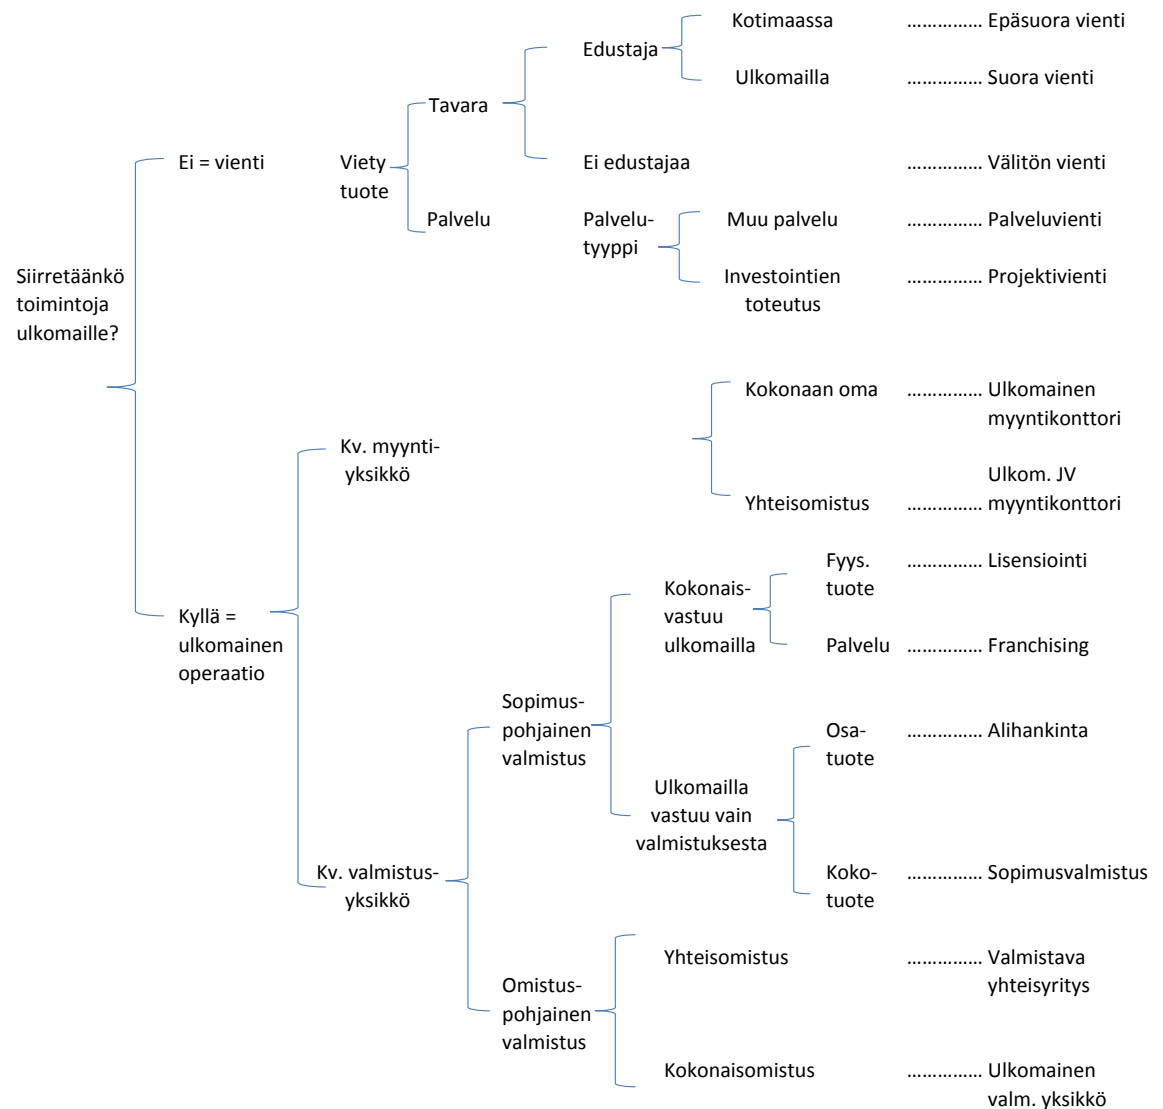 Kotimaassa …………… Epäsuora vienti
Edustaja
Ulkomailla …………… Suora vienti
Tavara
Ei = vienti
Viety
tuote
Ei edustajaa …………… Välitön vienti
Palvelu
Palvelu-
tyyppi
Muu palvelu …………… Palveluvienti
Siirretäänkö
toimintoja
ulkomaille?
Investointien
toteutus
…………… Projektivienti
Kokonaan oma …………… Ulkomainen
myyntikonttori
Kv. myynti-
yksikkö
Yhteisomistus ……………
Ulkom. JV
myyntikonttori
Kyllä =
ulkomainen
operaatio
Kokonais-
vastuu
ulkomailla
Fyys.
tuote
…………… Lisensiointi
Palvelu …………… Franchising
Sopimus-
pohjainen
valmistus
Osa-
tuote
…………… Alihankinta
Ulkomailla
vastuu vain
valmistuksesta
Kv. valmistus-
yksikkö
Koko-
tuote
…………… Sopimusvalmistus
Yhteisomistus …………… Valmistava
yhteisyritys
Omistus-
pohjainen
valmistus
Kokonaisomistus …………… Ulkomainen
valm. yksikkö